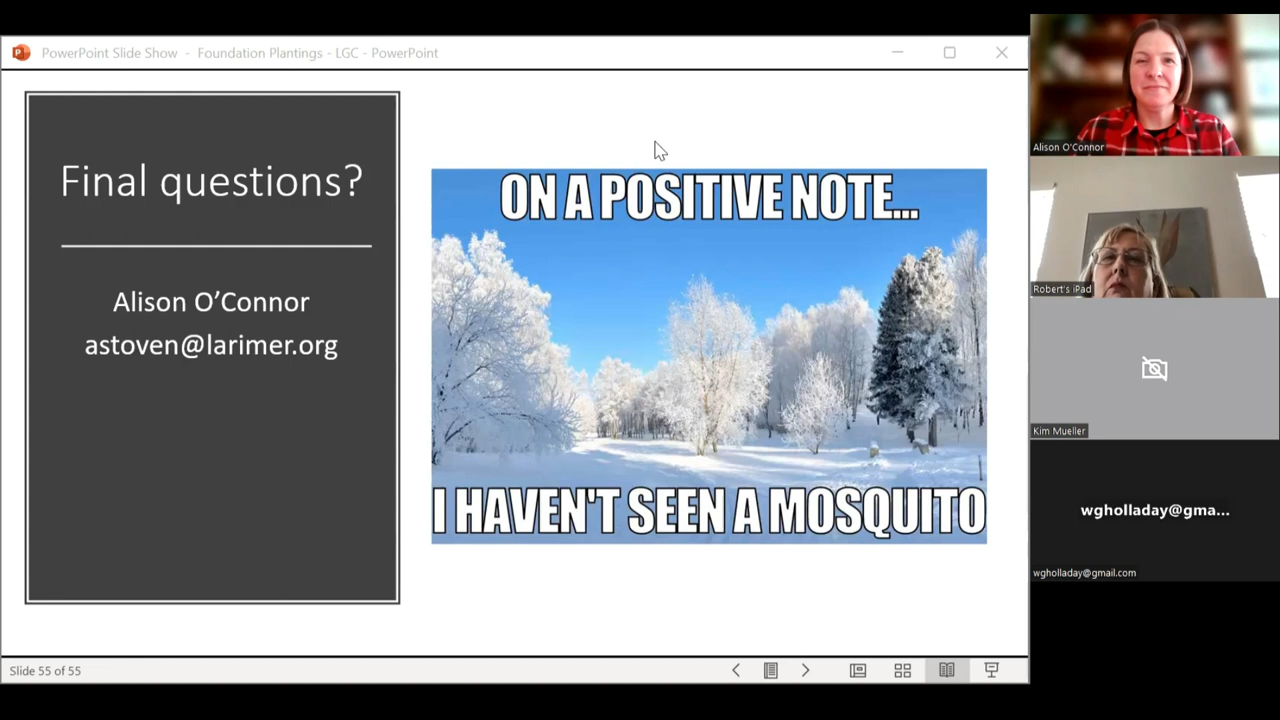 PowerPoint Slide Show - Foundation Plantings - LGC - PowerPoint
Final questions?
Alison O’Connor
astoven@larimer.org
ON A POSITIVE NOTE...
I HAVEN'T SEEN A MOSQUITO
Slide 55 of 55
Alison O'Connor
Robert's iPad
Kim Mueller
wgholladay@gma...
wgholladay@gmail.com